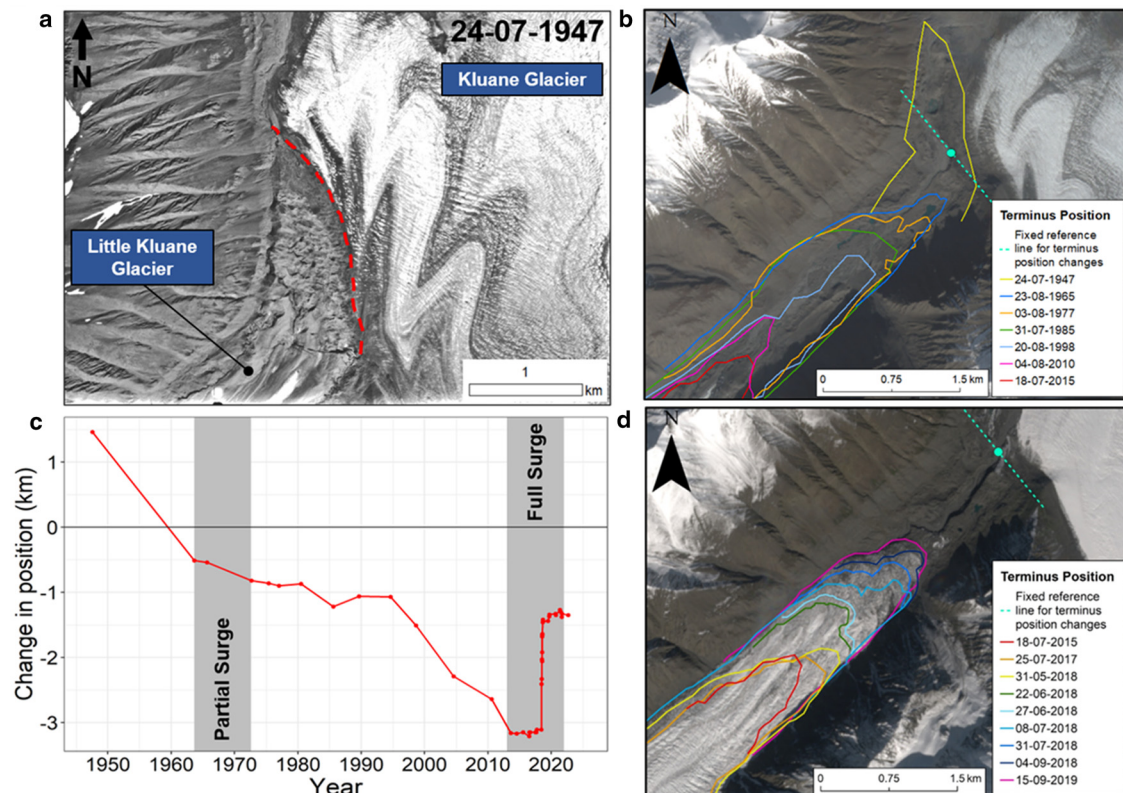 a
24-07-1947
N
Kluane Glacier
Little Kluane
Glacier
1
km
b
N
Terminus Position
Fixed reference
line for terminus
position changes
24-07-1947
23-08-1965
03-08-1977
31-07-1985
20-08-1998
04-08-2010
18-07-2015
0 0.75 1.5 km
c
Change in position (km)
1
0
-1
-2
-3
Partial Surge
Full Surge
1950 1960 1970 1980 1990 2000 2010 2020
Year
d
N
Terminus Position
Fixed reference
line for terminus
position changes
18-07-2015
25-07-2017
31-05-2018
22-06-2018
27-06-2018
08-07-2018
31-07-2018
04-09-2018
15-09-2019
0 0.75 1.5 km